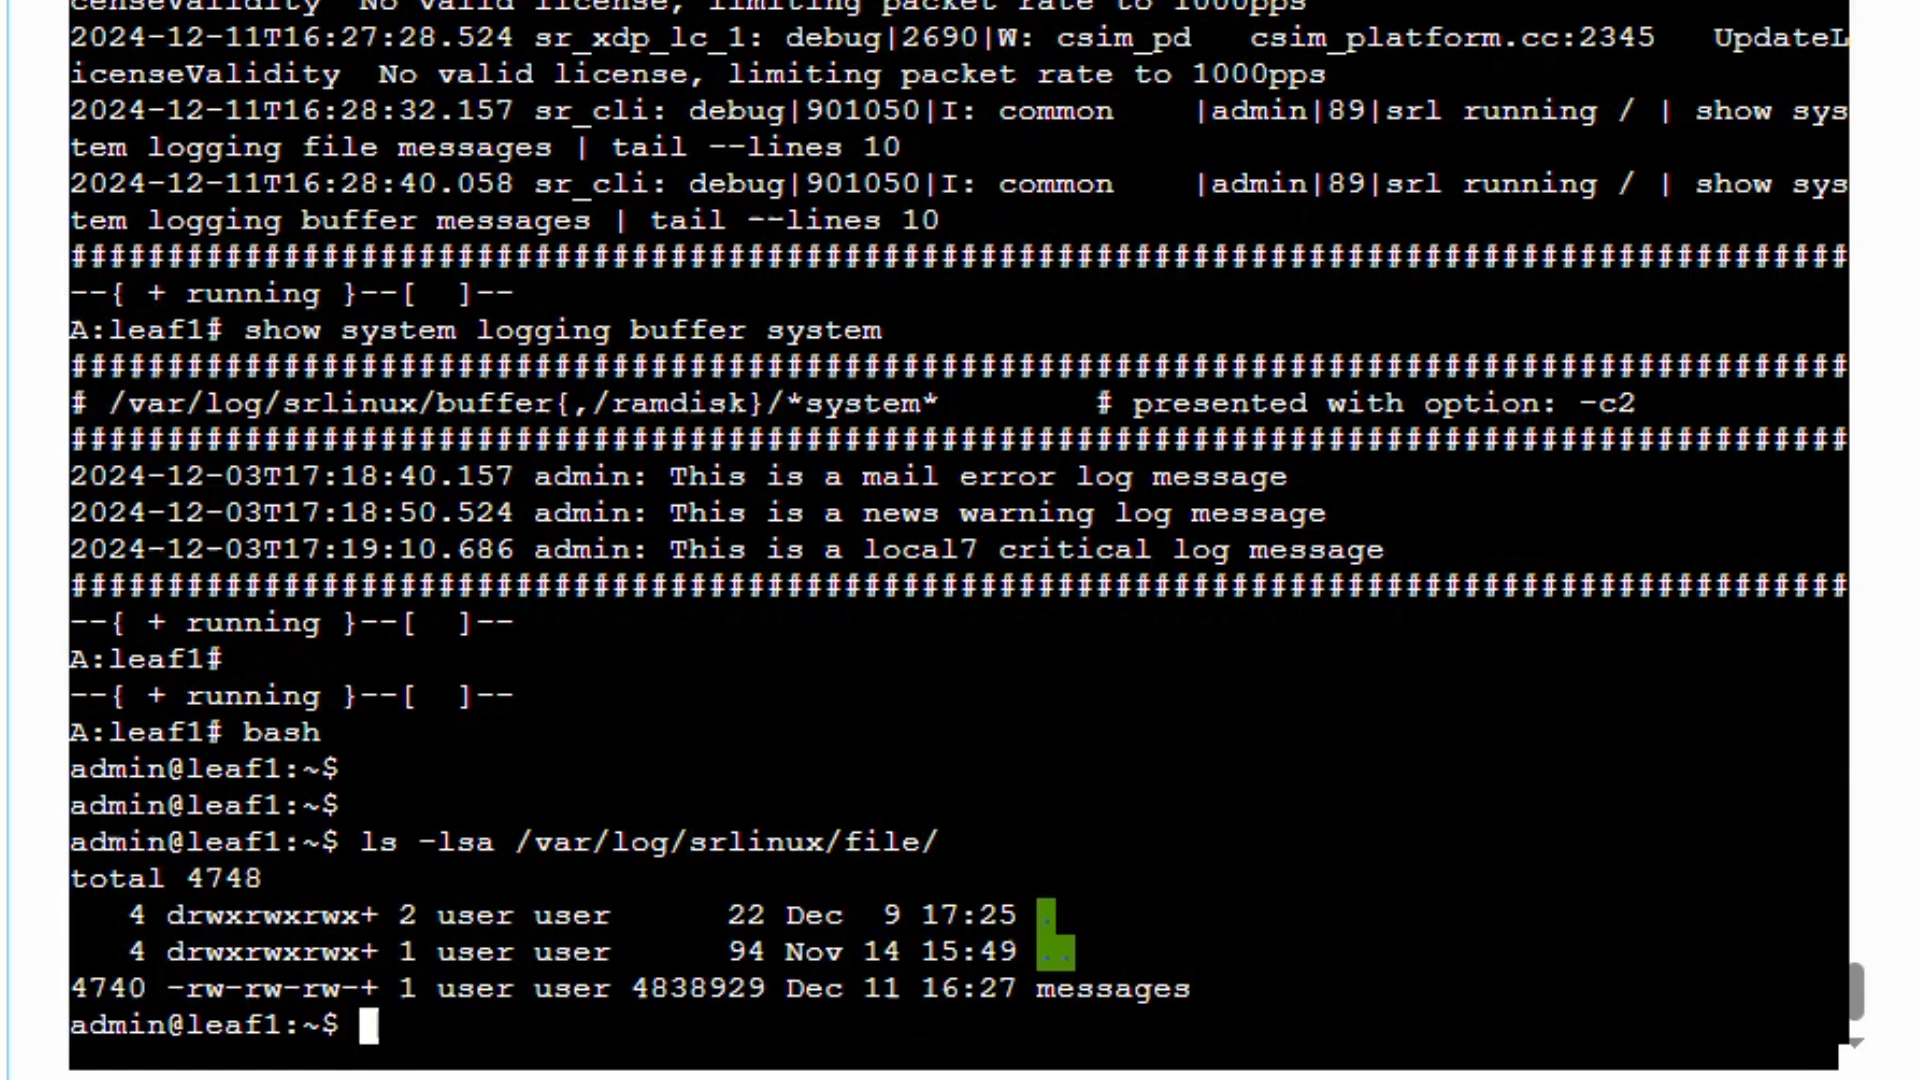 censeValidity  No valid license, limiting packet rate to 1000pps
2024-12-11T16:27:28.524 sr_xdp_lc_1: debug|2690|W: csim_pd   csim_platform.cc:2345   UpdateL
icenseValidity  No valid license, limiting packet rate to 1000pps
2024-12-11T16:28:32.157 sr_cli: debug|901050|I: common    |admin|89|srl running / | show sys
tem logging file messages | tail --lines 10
2024-12-11T16:28:40.058 sr_cli: debug|901050|I: common    |admin|89|srl running / | show sys
tem logging buffer messages | tail --lines 10
############################################################################################
--{ + running }--[  ]--
A:leaf1# show system logging buffer system
############################################################################################
# /var/log/srlinux/buffer{,/ramdisk}/*system*        # presented with option: -c2
############################################################################################
2024-12-03T17:18:40.157 admin: This is a mail error log message
2024-12-03T17:18:50.524 admin: This is a news warning log message
2024-12-03T17:19:10.686 admin: This is a local7 critical log message
############################################################################################
--{ + running }--[  ]--
A:leaf1#
--{ + running }--[  ]--
A:leaf1# bash
admin@leaf1:~$
admin@leaf1:~$
admin@leaf1:~$ ls -lsa /var/log/srlinux/file/
total 4748
   4 drwxrwxrwx+ 2 user user      22 Dec  9 17:25 .
   4 drwxrwxrwx+ 1 user user      94 Nov 14 15:49 ..
4740 -rw-rw-rw-+ 1 user user 4838929 Dec 11 16:27 messages
admin@leaf1:~$